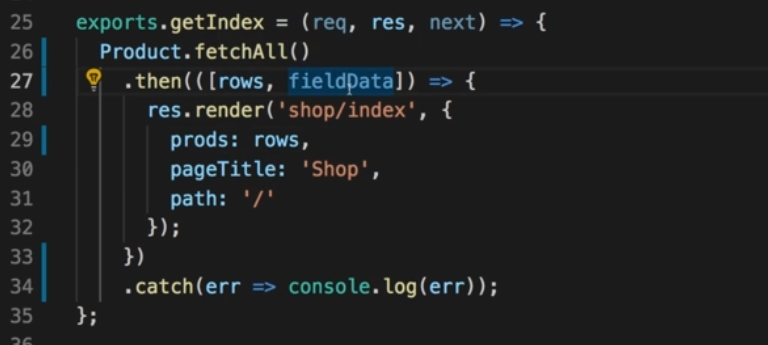 25 exports.getIndex = (req, res, next) => {
26 Product.fetchAll()
27 .then(([rows, fieldData]) => {
28 res.render('shop/index', {
29 prods: rows,
30 pageTitle: 'Shop',
31 path: '/'
32 });
33 })
34 .catch(err => console.log(err));
35 };
36